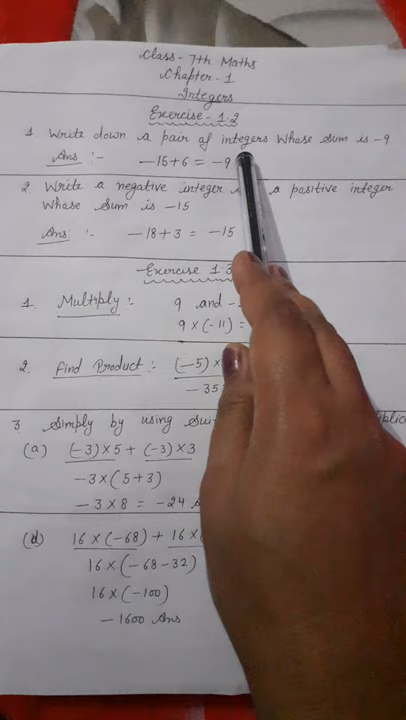 Class- 7th Maths
Chapter-1
Integers
Exercise-1.2
1 Write down a pair of integers Whose sum is -9
Ans :- -15+6 = -9
2. Write a negative integer a positive integer
Whose sum is -15
Ans: :- -18+3 = -15
Exercise 1.3
1. Multiply :- 9 and -
9 × (-11) =
2. Find Product :- (-5) ×
- 35
3 Simply by using
(a) (-3)×5 + (-3)×3
-3×(5+3)
-3×8 = -24
(d) 16×(-68) + 16×
16×(-68-32)
16×(-100)
-1600 Ans